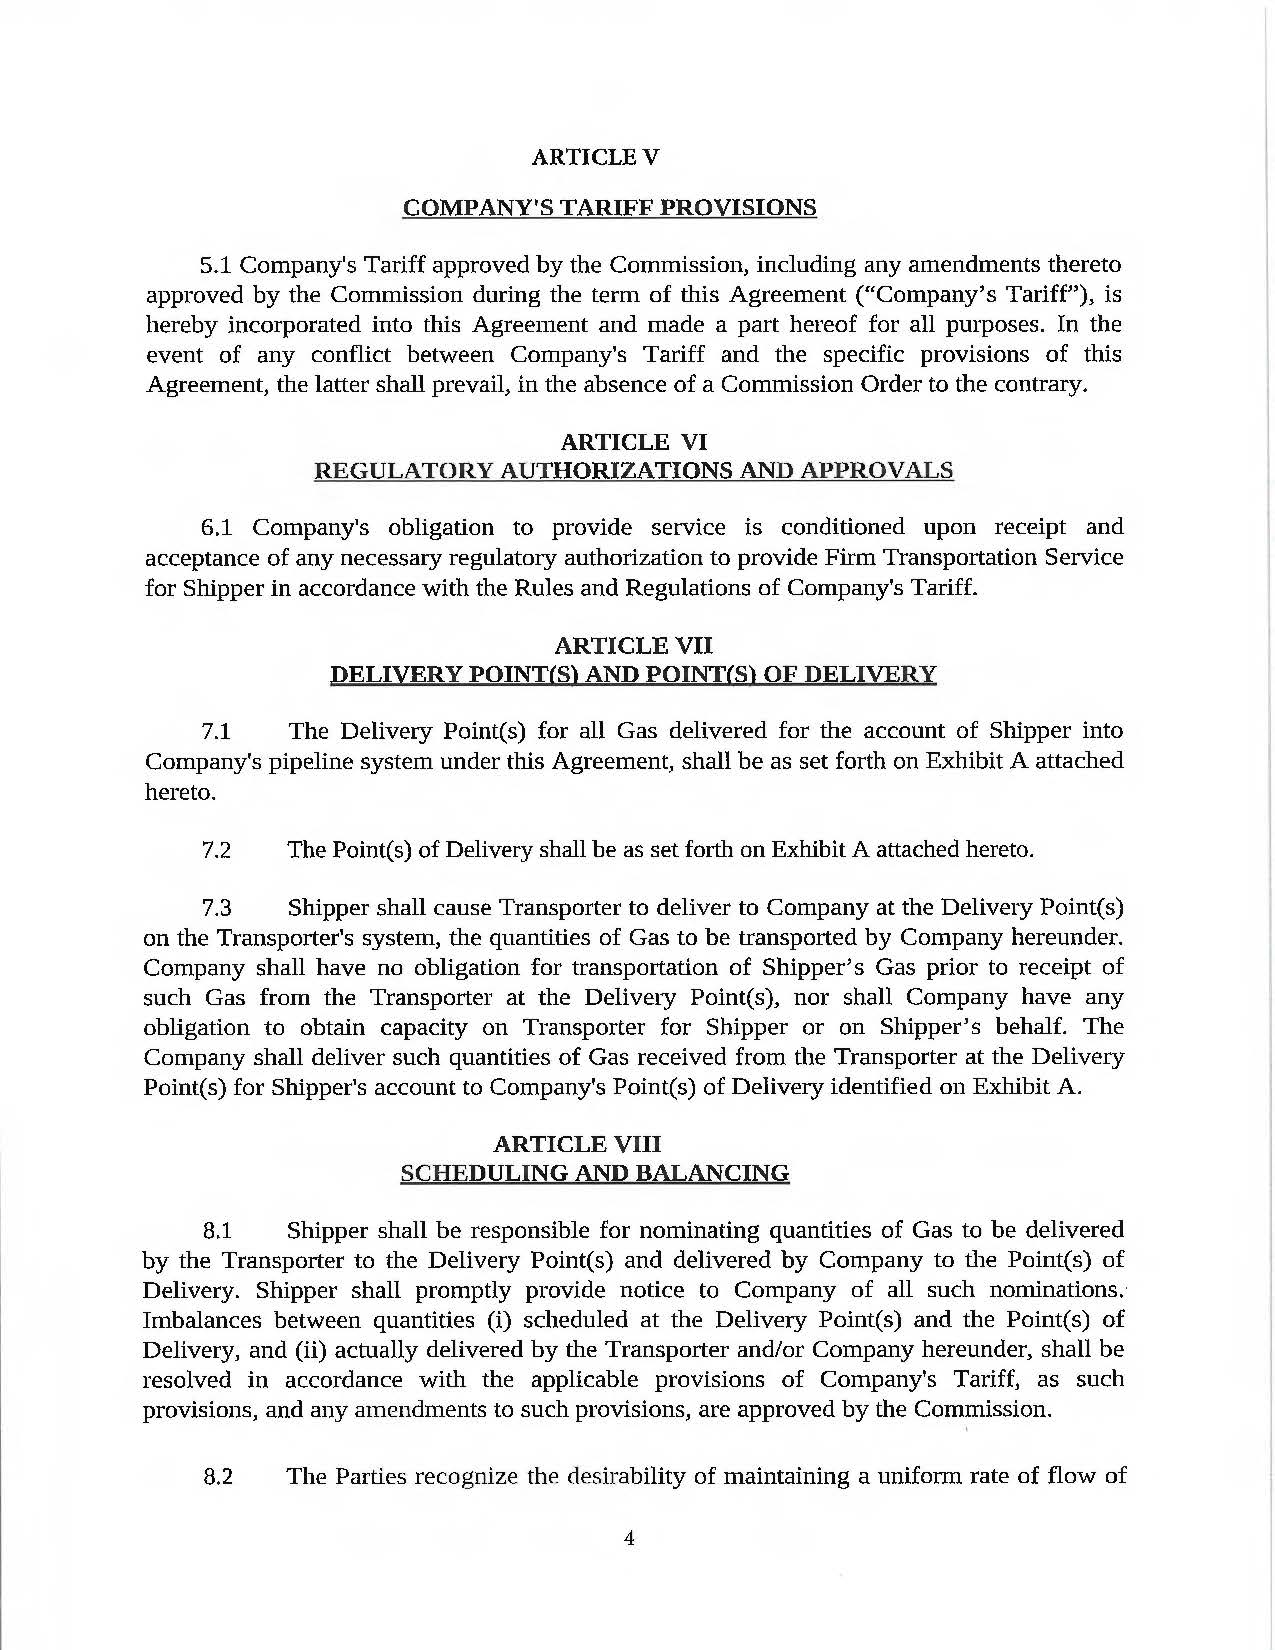 ARTICLE V
COMPANY'S TARIFF PROVISIONS
5.1 Company's Tariff approved by the Commission, including any amendments thereto
approved by the Commission during the term of this Agreement (“Company’s Tariff”), is
hereby incorporated into this Agreement and made a part hereof for all purposes. In the
event of any conflict between Company's Tariff and the specific provisions of this
Agreement, the latter shall prevail, in the absence of a Commission Order to the contrary.
ARTICLE VI
REGULATORY AUTHORIZATIONS AND APPROVALS
6.1 Company's obligation to provide service is conditioned upon receipt and
acceptance of any necessary regulatory authorization to provide Firm Transportation Service
for Shipper in accordance with the Rules and Regulations of Company's Tariff.
ARTICLE VII
DELIVERY POINT(S) AND POINT(S) OF DELIVERY
7.1 The Delivery Point(s) for all Gas delivered for the account of Shipper into
Company's pipeline system under this Agreement, shall be as set forth on Exhibit A attached
hereto.
7.2 The Point(s) of Delivery shall be as set forth on Exhibit A attached hereto.
7.3 Shipper shall cause Transporter to deliver to Company at the Delivery Point(s)
on the Transporter's system, the quantities of Gas to be transported by Company hereunder.
Company shall have no obligation for transportation of Shipper’s Gas prior to receipt of
such Gas from the Transporter at the Delivery Point(s), nor shall Company have any
obligation to obtain capacity on Transporter for Shipper or on Shipper’s behalf. The
Company shall deliver such quantities of Gas received from the Transporter at the Delivery
Point(s) for Shipper's account to Company's Point(s) of Delivery identified on Exhibit A.
ARTICLE VIII
SCHEDULING AND BALANCING
8.1 Shipper shall be responsible for nominating quantities of Gas to be delivered
by the Transporter to the Delivery Point(s) and delivered by Company to the Point(s) of
Delivery. Shipper shall promptly provide notice to Company of all such nominations.
Imbalances between quantities (i) scheduled at the Delivery Point(s) and the Point(s) of
Delivery, and (ii) actually delivered by the Transporter and/or Company hereunder, shall be
resolved in accordance with the applicable provisions of Company's Tariff, as such
provisions, and any amendments to such provisions, are approved by the Commission.
8.2 The Parties recognize the desirability of maintaining a uniform rate of flow of
4